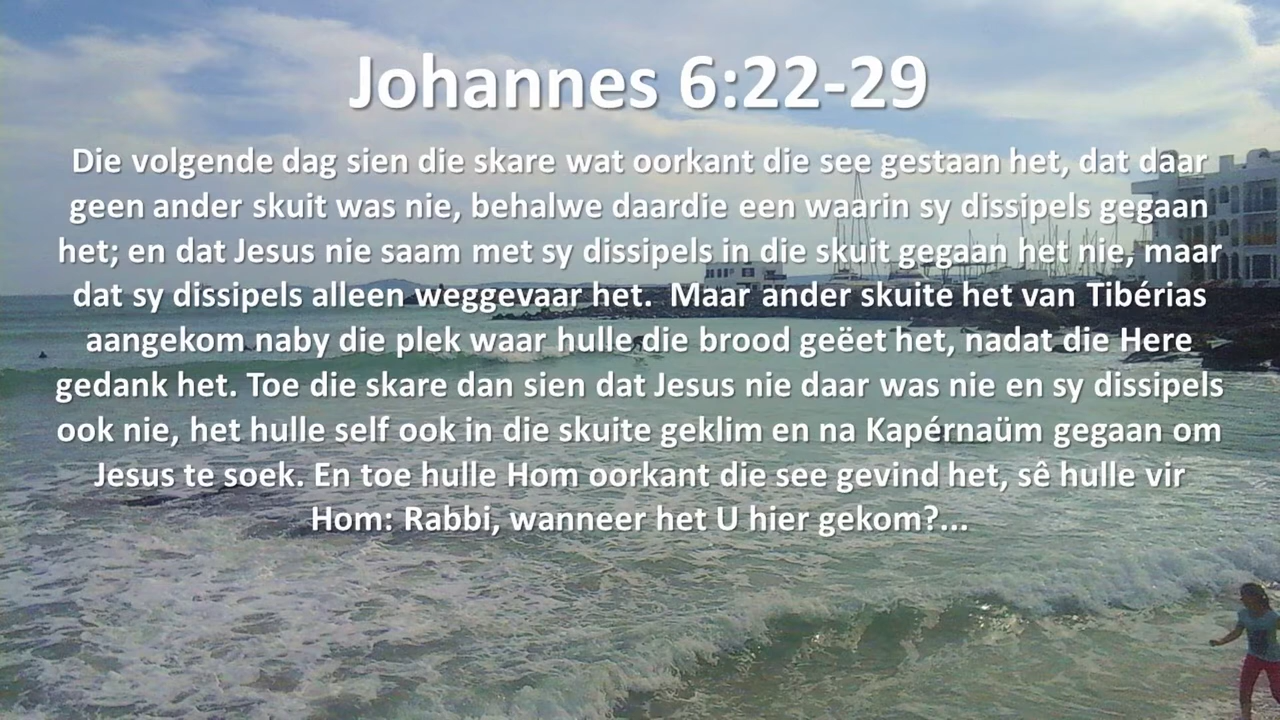 Johannes 6:22-29
Die volgende dag sien die skare wat oorkant die see gestaan het, dat daar
geen ander skuit was nie, behalwe daardie een waarin sy dissipels gegaan
het; en dat Jesus nie saam met sy dissipels in die skuit gegaan het nie, maar
dat sy dissipels alleen weggevaar het.  Maar ander skuite het van Tibérias
aangekom naby die plek waar hulle die brood geëet het, nadat die Here
gedank het. Toe die skare dan sien dat Jesus nie daar was nie en sy dissipels
ook nie, het hulle self ook in die skuite geklim en na Kapérnaüm gegaan om
Jesus te soek. En toe hulle Hom oorkant die see gevind het, sê hulle vir
Hom: Rabbi, wanneer het U hier gekom?...